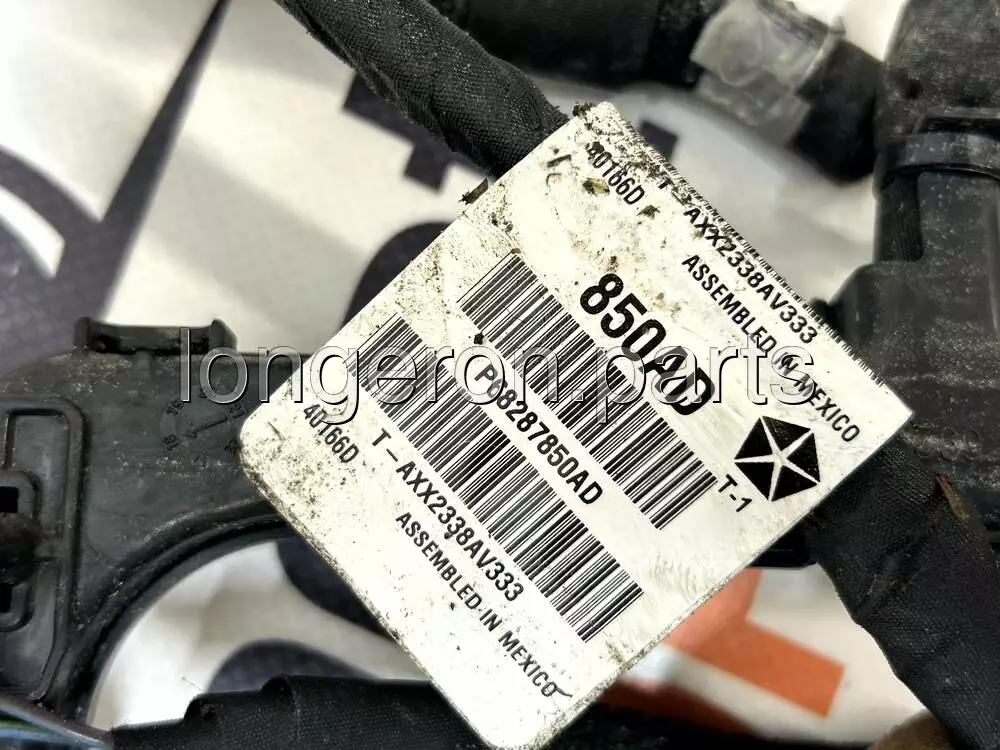 40166D
T-AXX2338AV333
ASSEMBLED IN MEXICO
850AD
P68287850AD
T-1
40166D
T-AXX2338AV333
ASSEMBLED IN MEXICO
longeron.parts